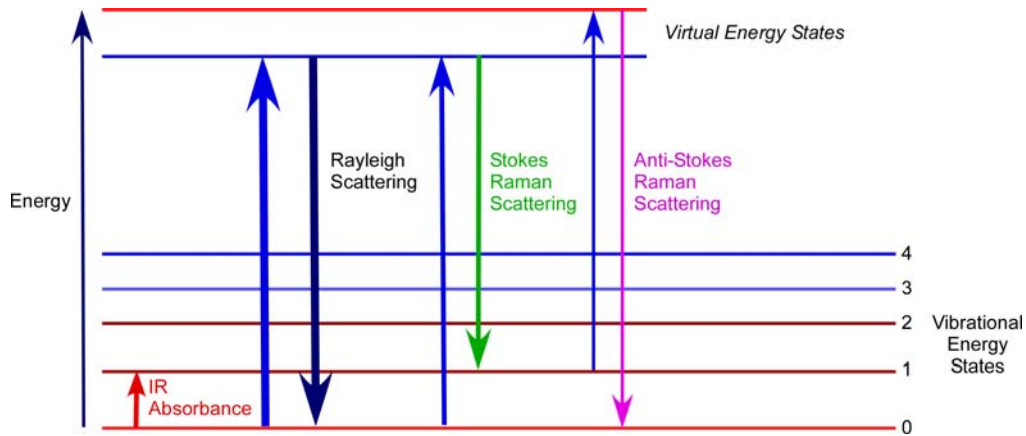 Virtual Energy States
Rayleigh
Scattering
Stokes
Raman
Scattering
Anti-Stokes
Raman
Scattering
Energy
4
3
2
1
0
Vibrational
Energy
States
IR
Absorbance